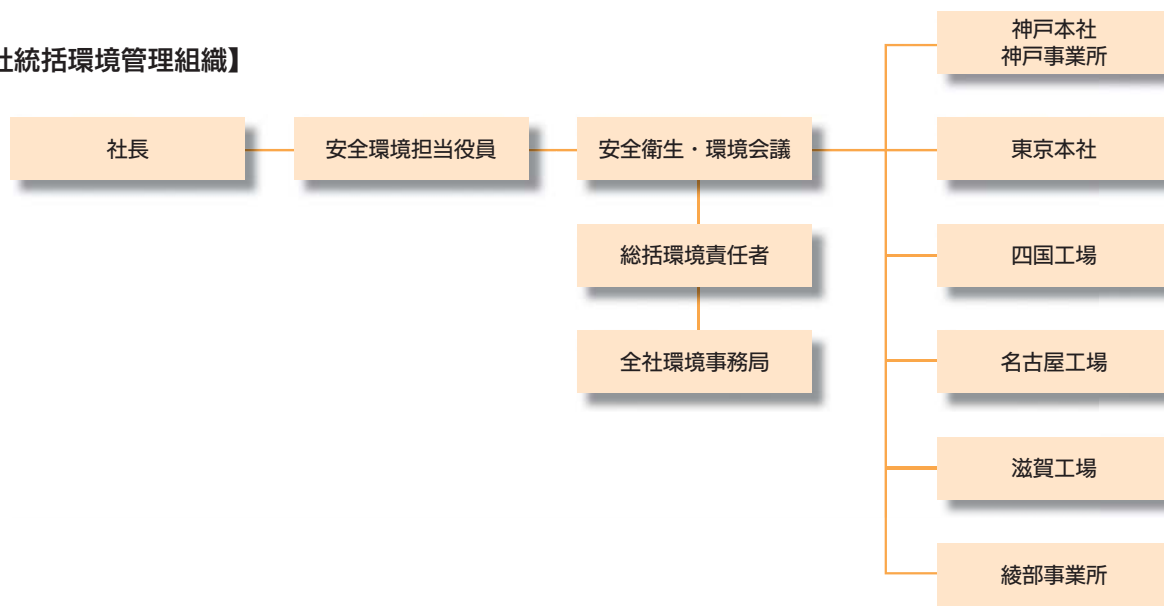 社統括環境管理組織】
社長
安全環境担当役員
安全衛生・環境会議
総括環境責任者
全社環境事務局
神戸本社
神戸事業所
東京本社
四国工場
名古屋工場
滋賀工場
綾部事業所